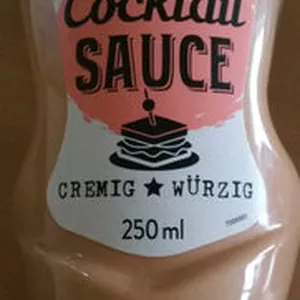 Cocktail
SAUCE
CREMIG ★ WÜRZIG
250 ml